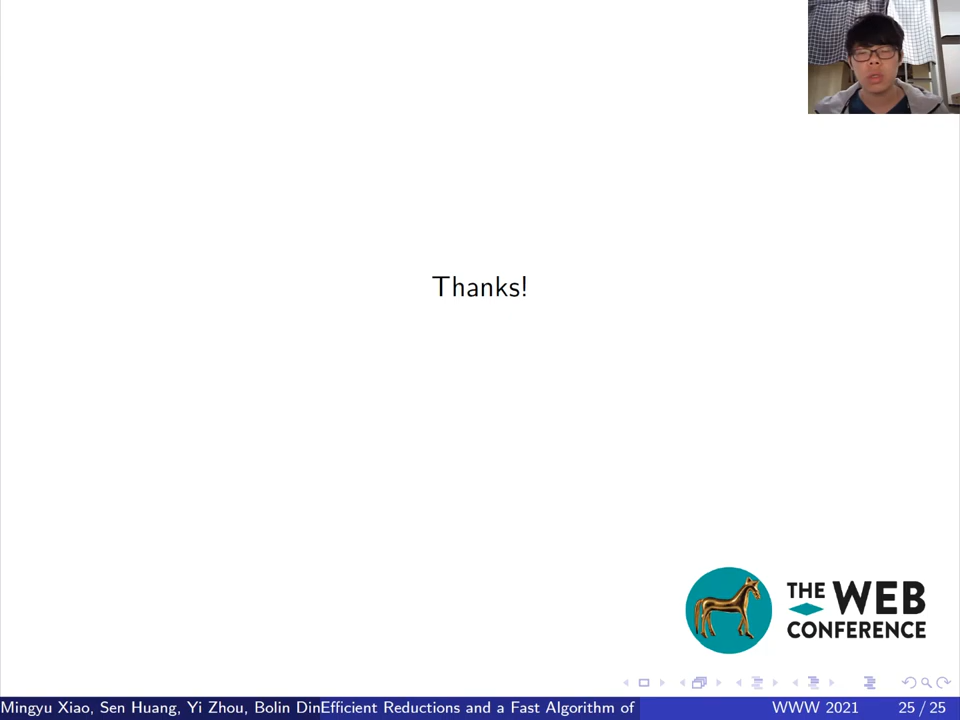 Thanks!
THE WEB
CONFERENCE
Mingyu Xiao, Sen Huang, Yi Zhou, Bolin Din
Efficient Reductions and a Fast Algorithm of
WWW 2021
25 / 25